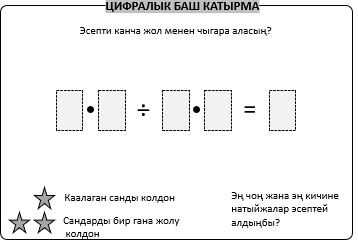 ЦИФРАЛЫК БАШ КАТЫРМА
Эсепти канча жол менен чыгара аласың?
• ÷ • =
Каалаган санды колдон
Сандарды бир гана жолу
колдон
Эң чоң жана эң кичине
натыйжалар эсептей
алдыңбы?